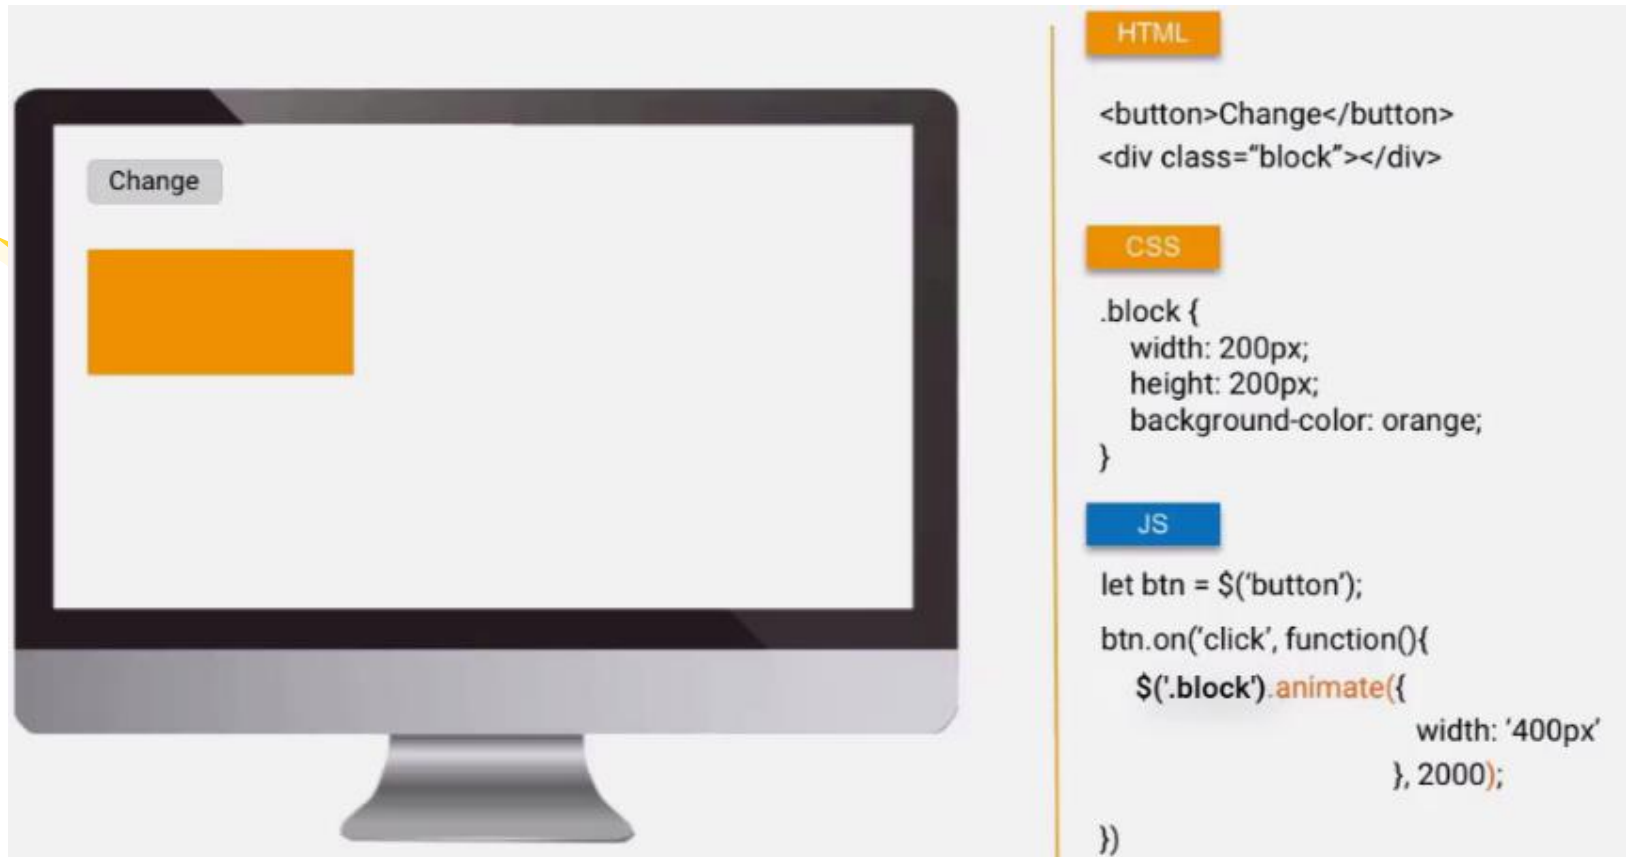 Change
HTML
<button>Change</button>
<div class=“block”></div>
CSS
.block {
width: 200px;
height: 200px;
background-color: orange;
}
JS
let btn = $(‘button’);
btn.on(‘click’, function(){
$('.block').animate({
width: ‘400px’
}, 2000);
})